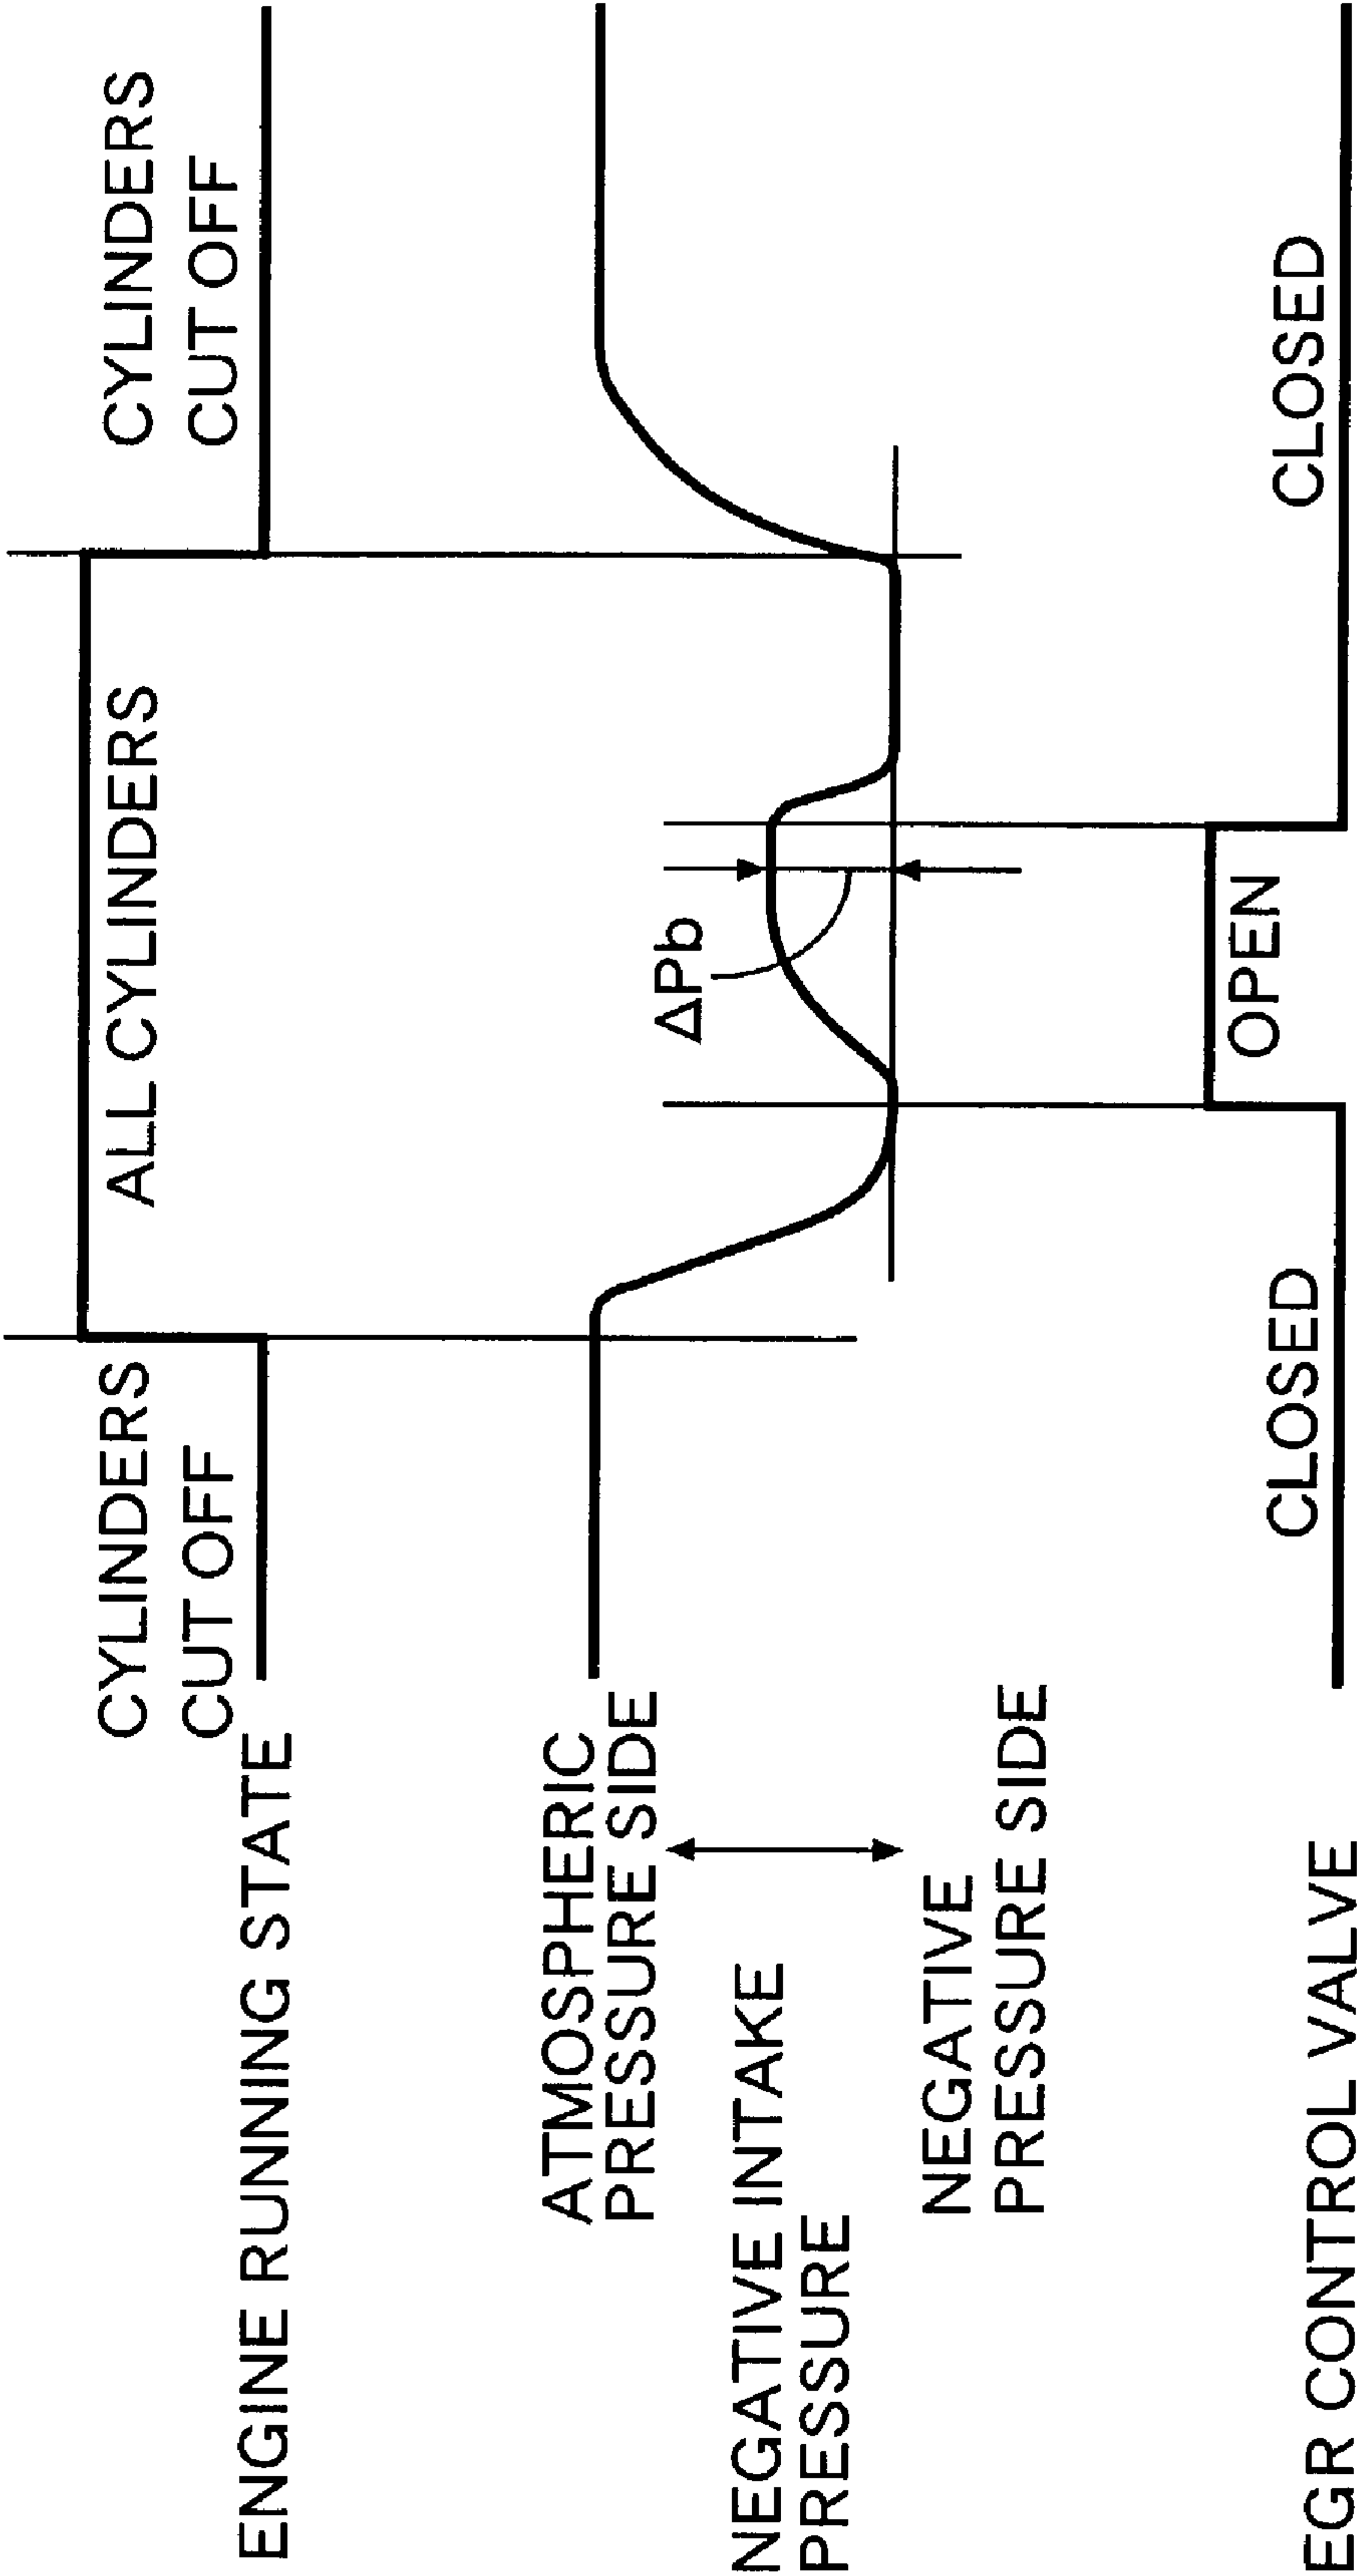 CYLINDERS
CUT OFF
ALL CYLINDERS
CYLINDERS
CUT OFF
ENGINE RUNNING STATE
ATMOSPHERIC
PRESSURE SIDE
NEGATIVE INTAKE
PRESSURE
ΔPb
NEGATIVE
PRESSURE SIDE
EGR CONTROL VALVE
CLOSED
OPEN
CLOSED